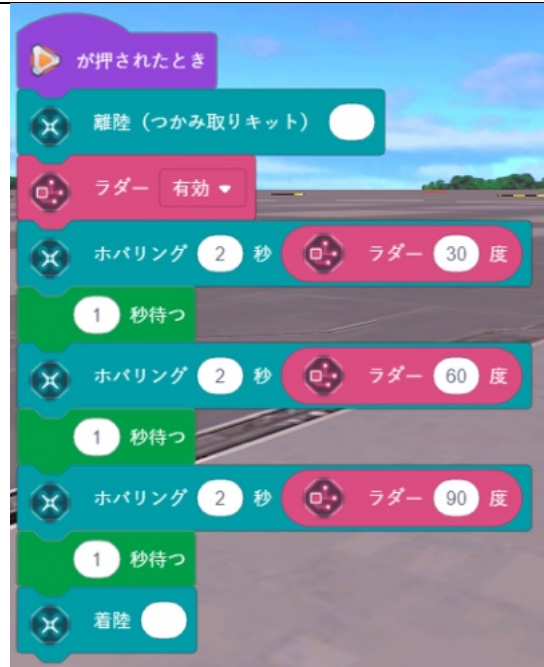 が押されたとき
離陸（つかみ取りキット）
ラダー 有効
ホバリング 2 秒 ラダー 30 度
1 秒待つ
ホバリング 2 秒 ラダー 60 度
1 秒待つ
ホバリング 2 秒 ラダー 90 度
1 秒待つ
着陸